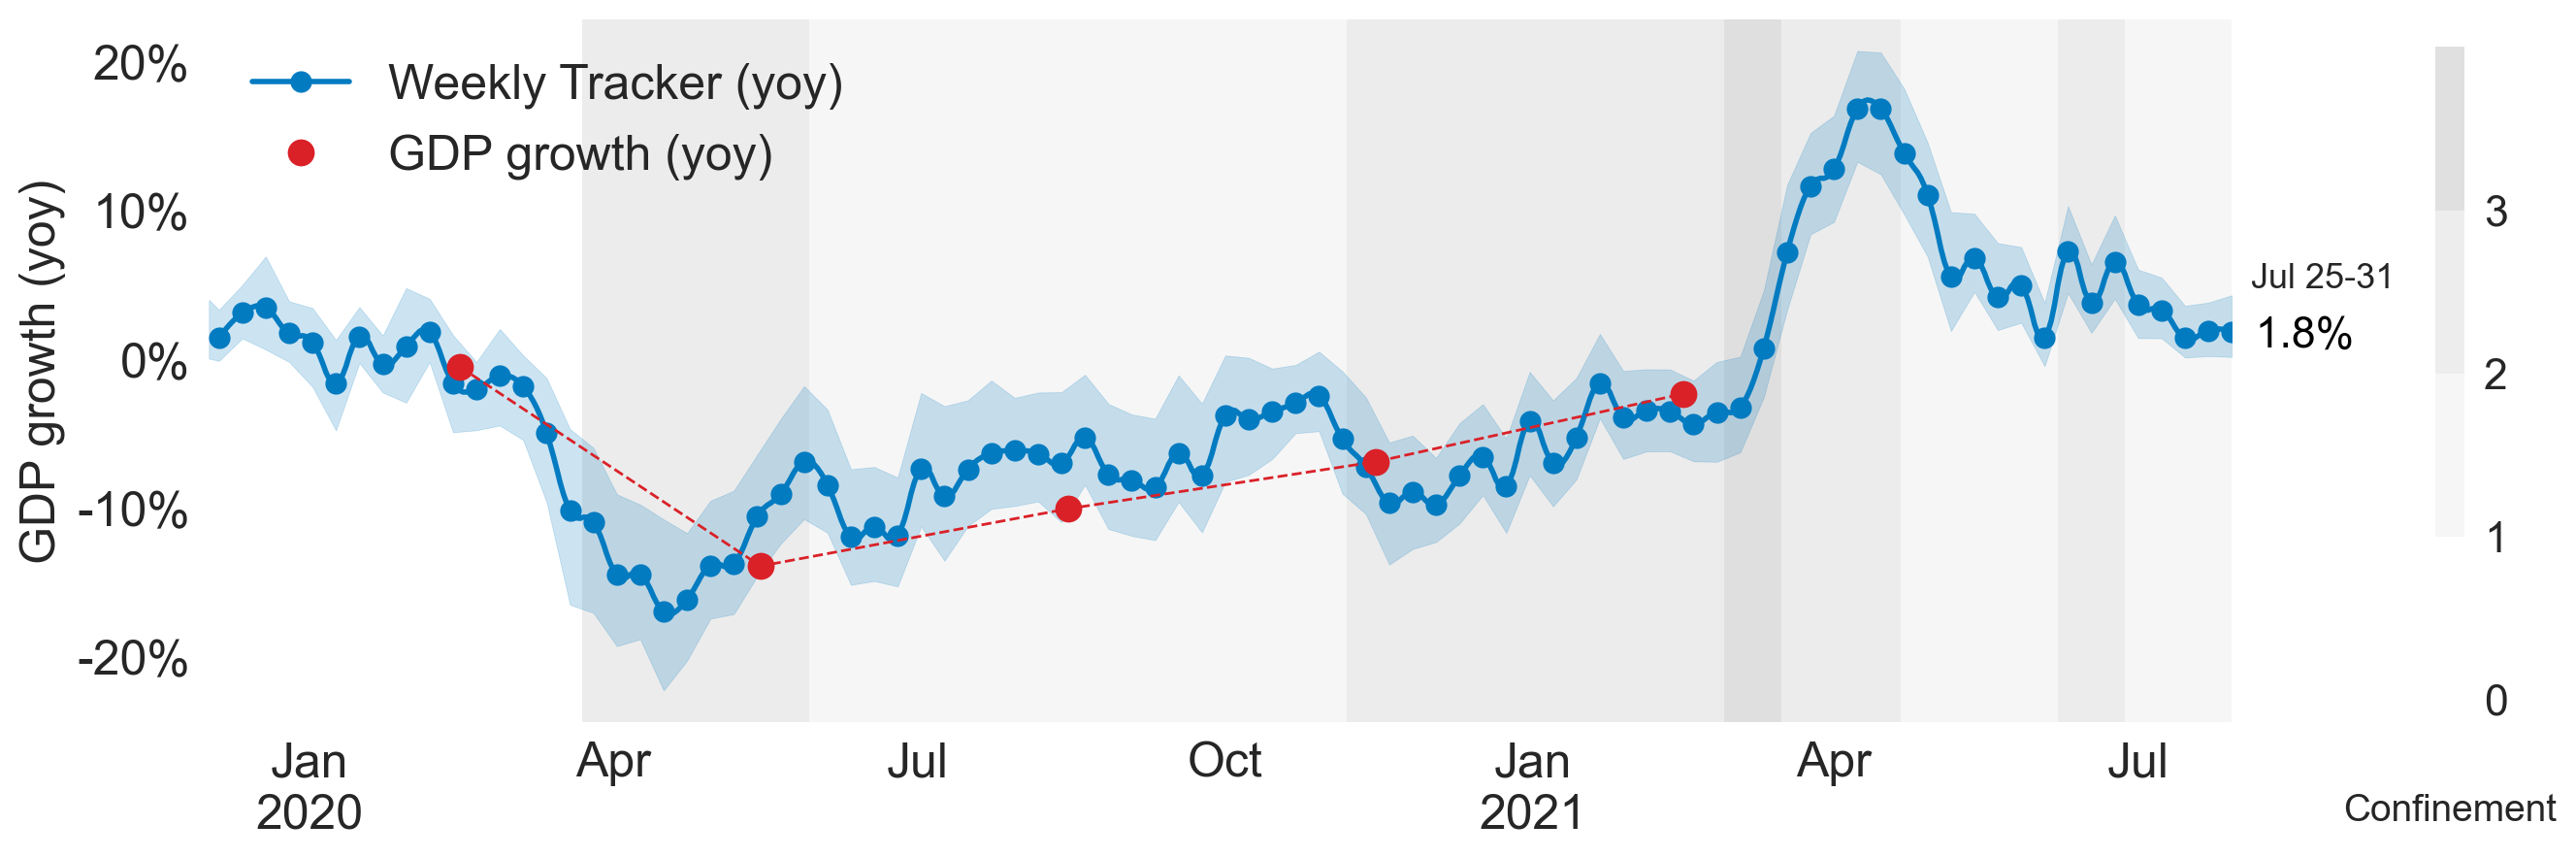 Weekly Tracker (yoy)
GDP growth (yoy)
GDP growth (yoy)
20%
10%
0%
-10%
-20%
Jan
2020
Apr
Jul
Oct
Jan
2021
Apr
Jul
Jul 25-31
1.8%
3
2
1
0
Confinement